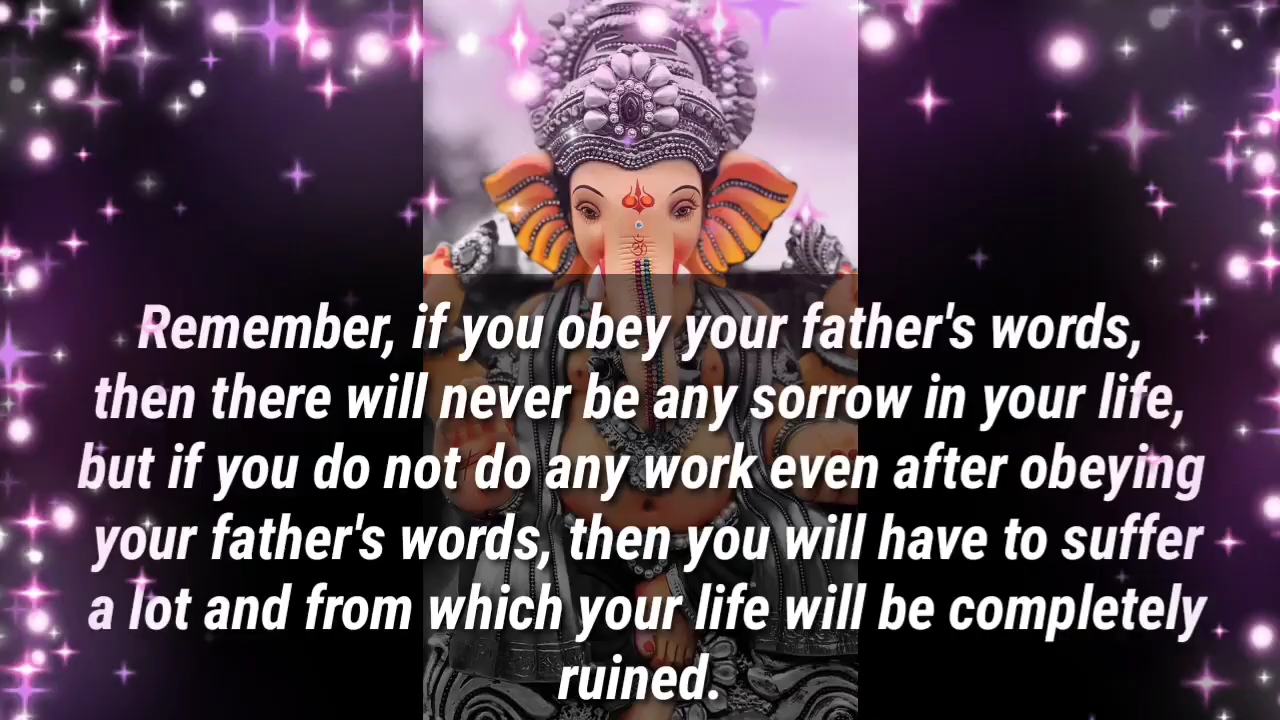 Remember, if you obey your father's words,
then there will never be any sorrow in your life,
but if you do not do any work even after obeying
your father's words, then you will have to suffer
a lot and from which your life will be completely
ruined.